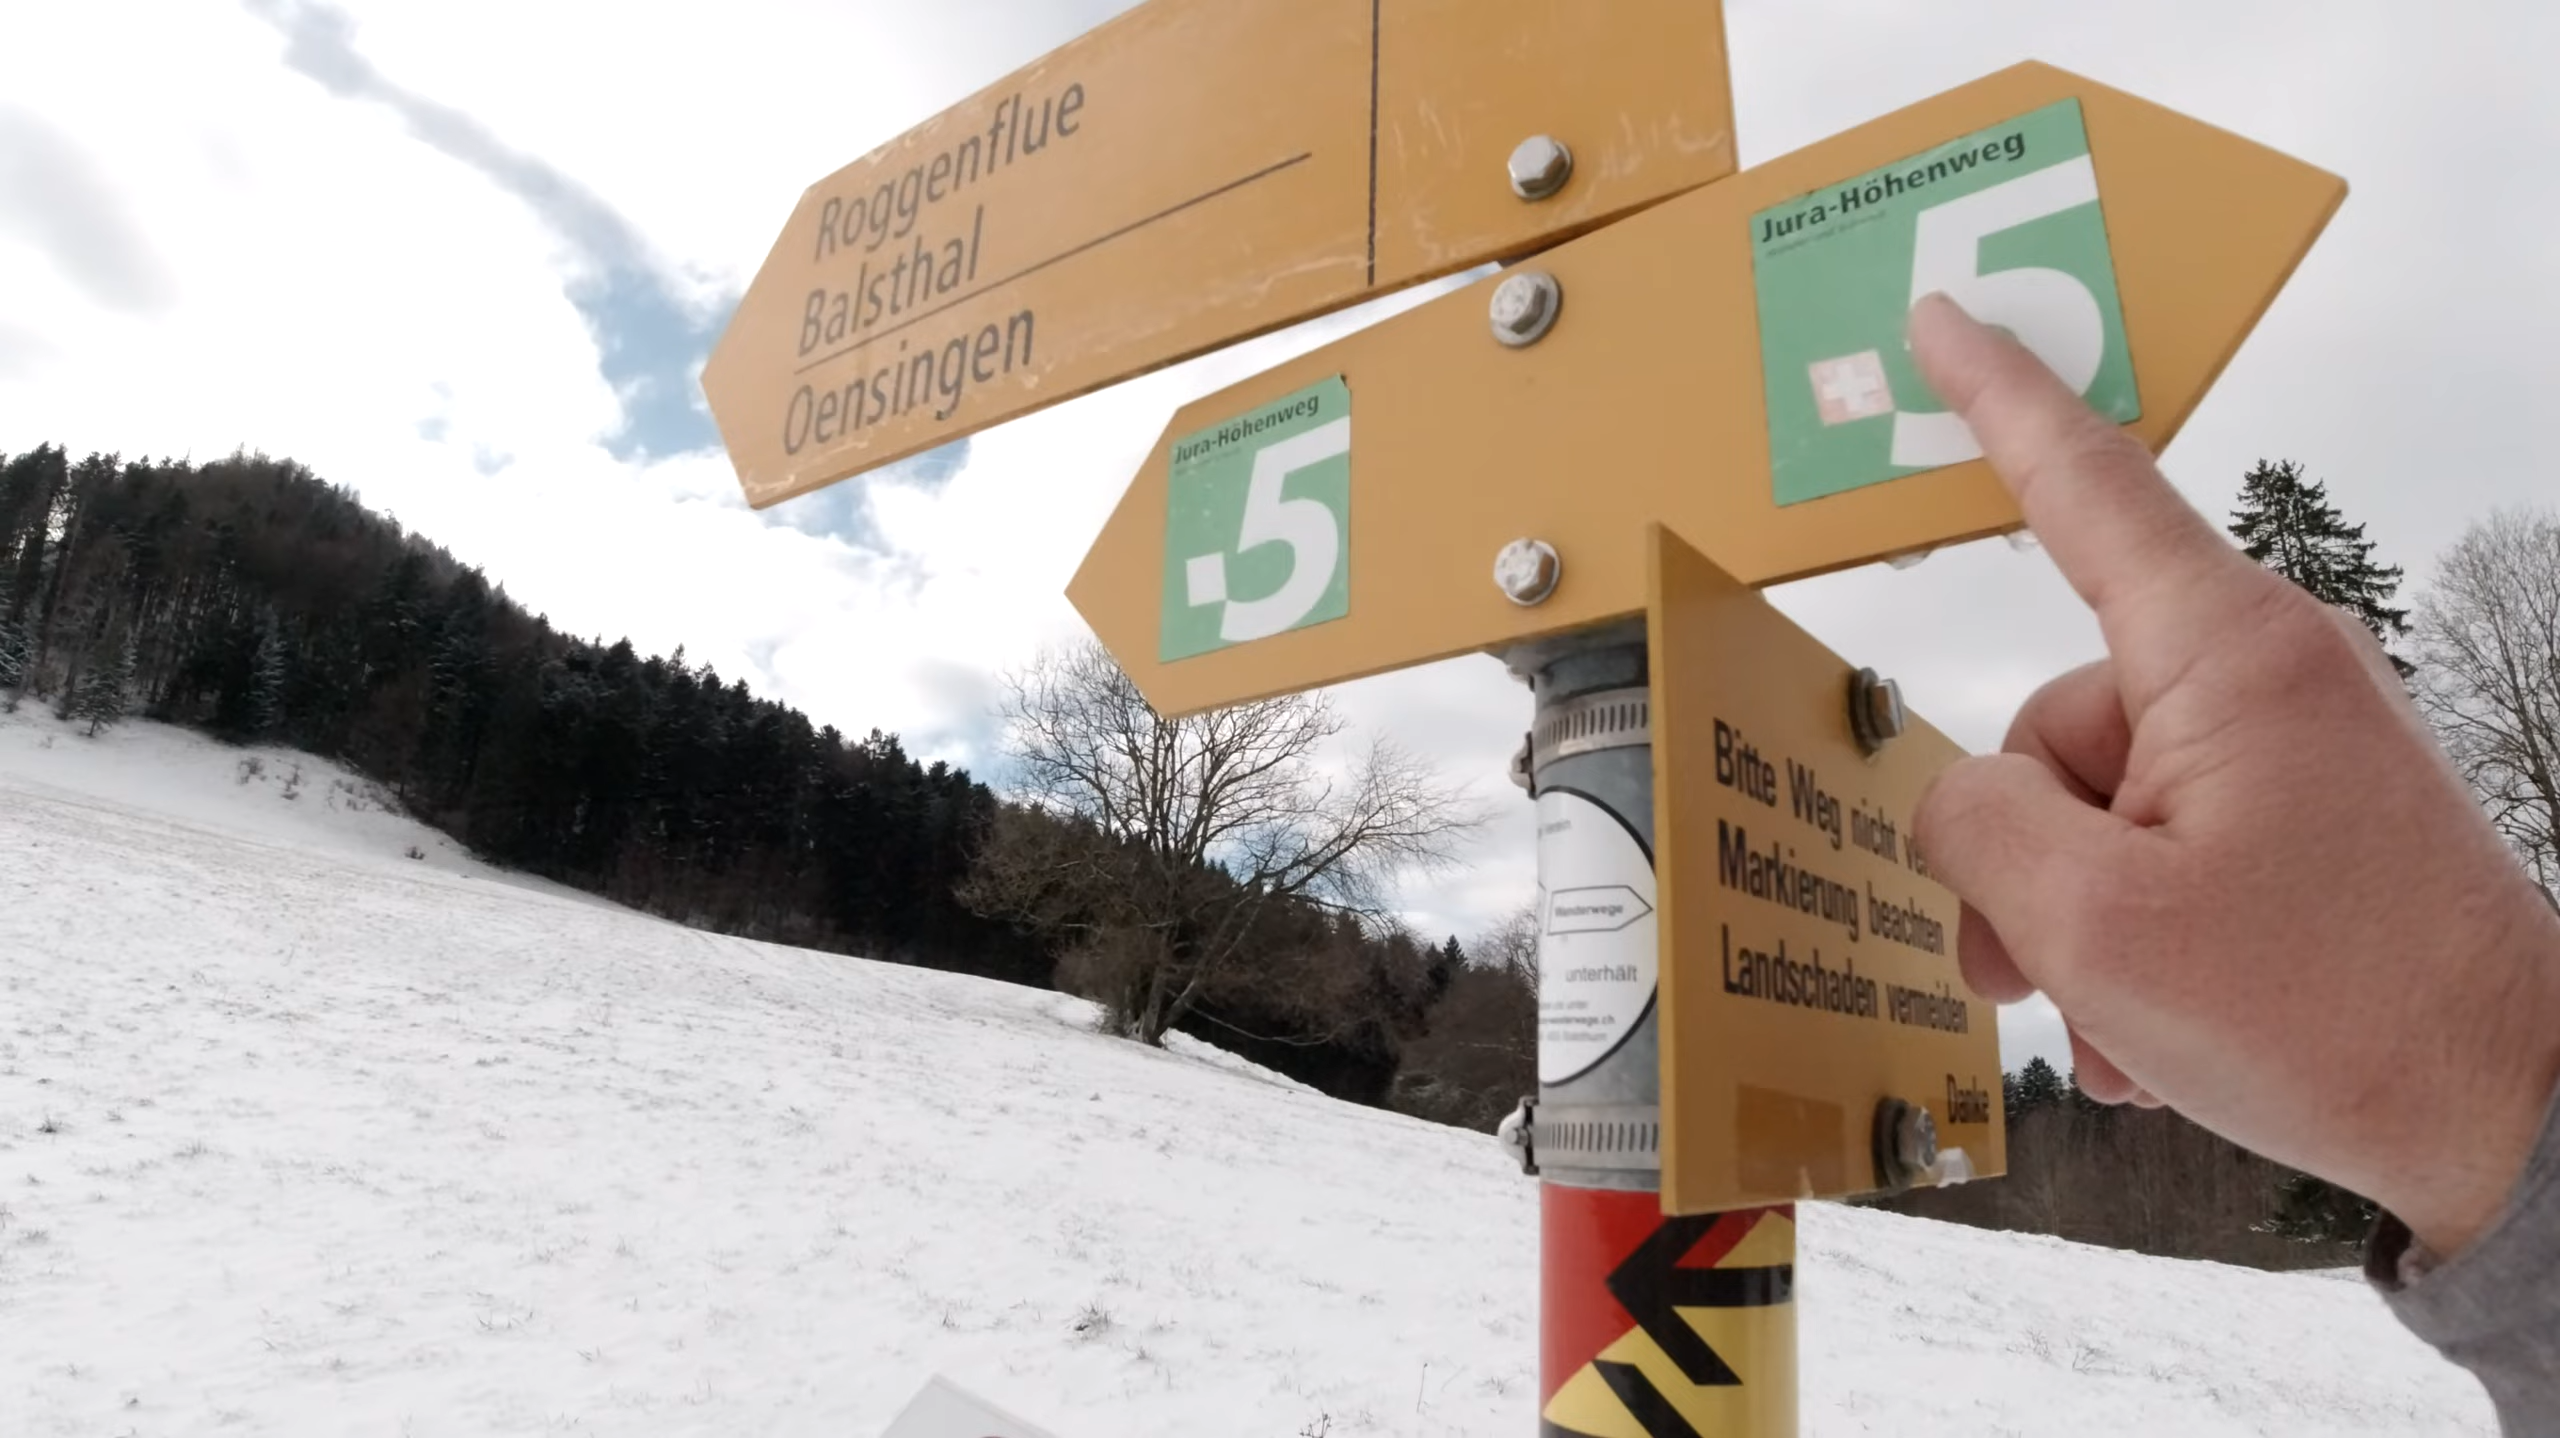 Roggenflue
Balsthal
Oensingen
Jura-Höhenweg
5
Jura-Höhenweg
5
Bitte Weg nicht
Markierung beachten
Landschaden vermeiden
Danke
Wanderwege
unterhält